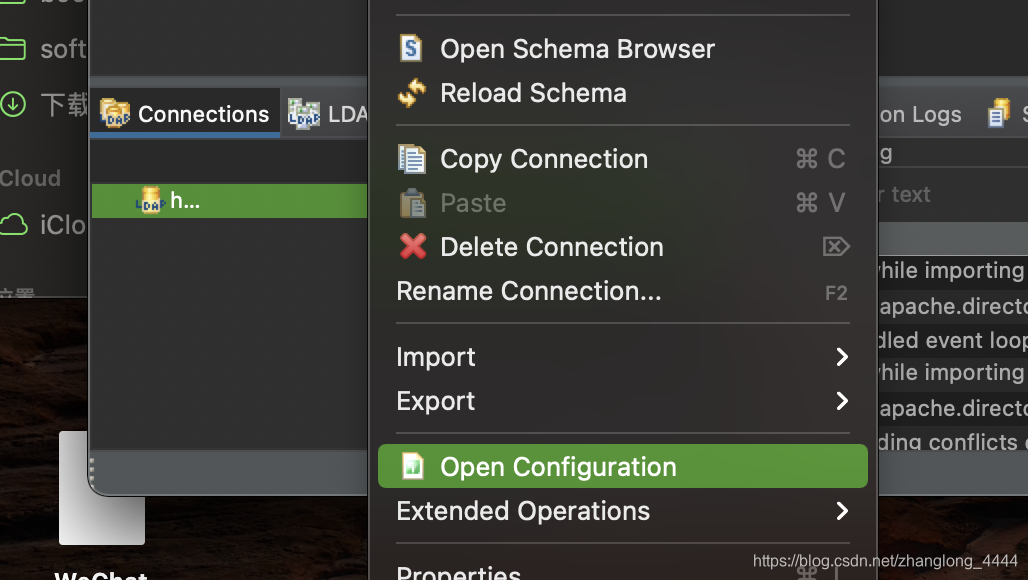 soft
下载
Cloud
iClo
位置
Connections
LDA
h...
Open Schema Browser
Reload Schema
Copy Connection ⌘ C
Paste ⌘ V
Delete Connection
Rename Connection... F2
Import
Export
Open Configuration
Extended Operations
Properties
on Logs
S
g
r text
while importing
apache.directo
dled event loop
while importing
apache.directo
ding conflicts
WeChat
https://blog.csdn.net/zhanglong_4444